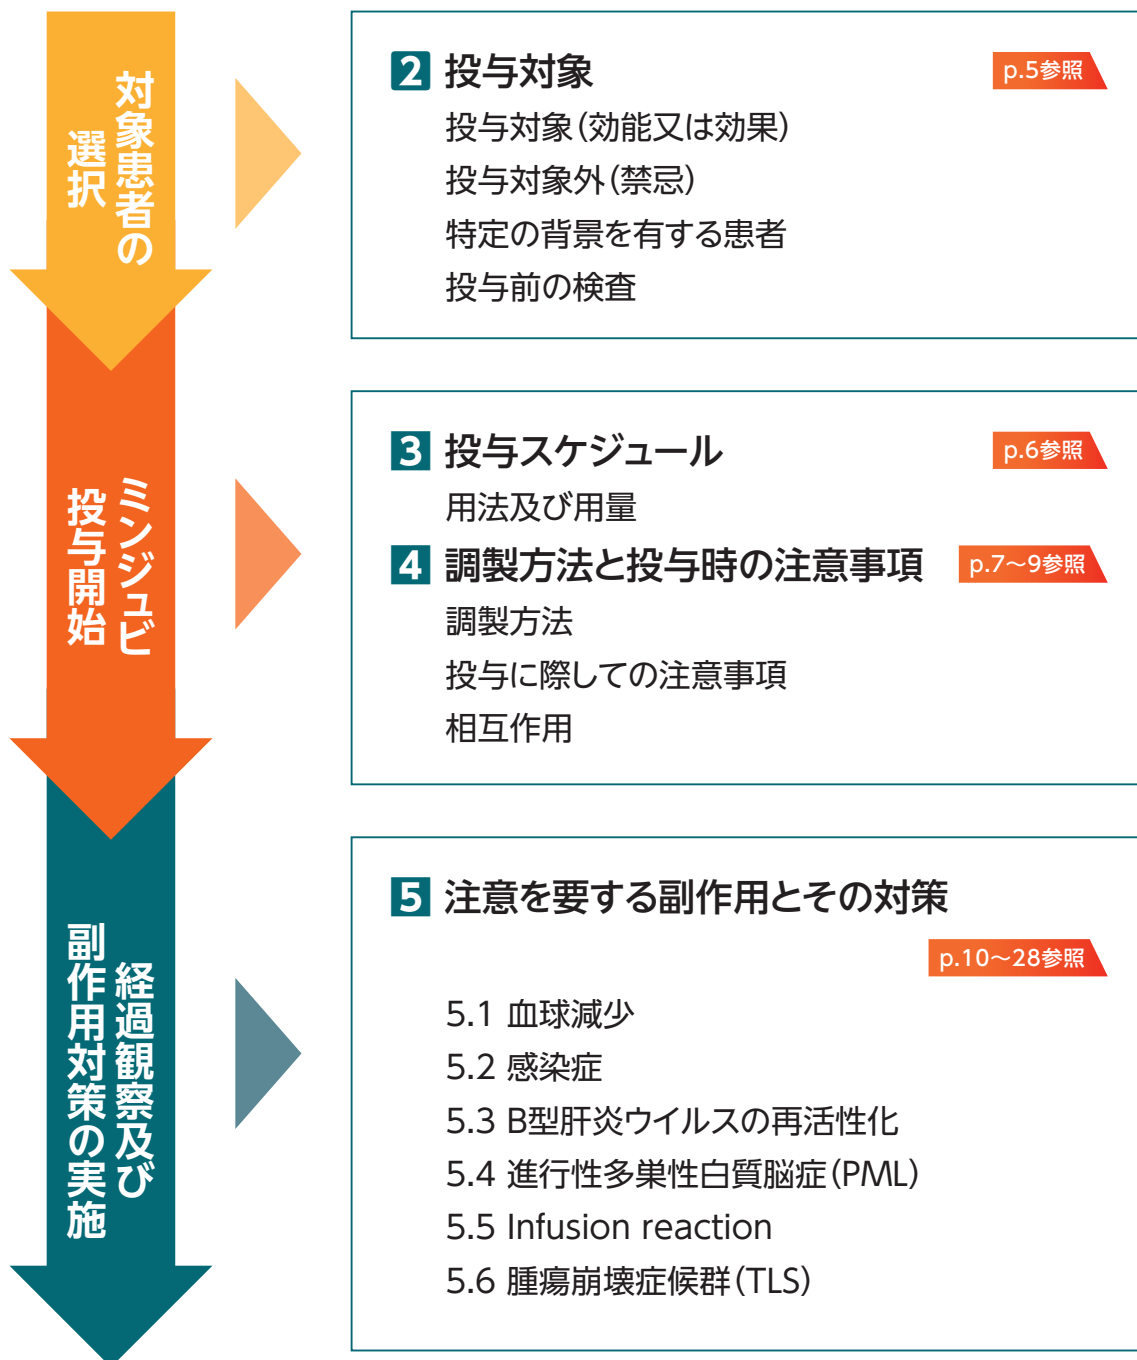 対象患者の
選択
2 投与対象
p.5参照
投与対象(効能又は効果)
投与対象外(禁忌)
特定の背景を有する患者
投与前の検査
ミンジュビ
投与開始
3 投与スケジュール
p.6参照
用法及び用量
4 調製方法と投与時の注意事項
p.7～9参照
調製方法
投与に際しての注意事項
相互作用
経過観察及び
副作用対策の実施
5 注意を要する副作用とその対策
p.10～28参照
5.1 血球減少
5.2 感染症
5.3 B型肝炎ウイルスの再活性化
5.4 進行性多巣性白質脳症(PML)
5.5 Infusion reaction
5.6 腫瘍崩壊症候群(TLS)